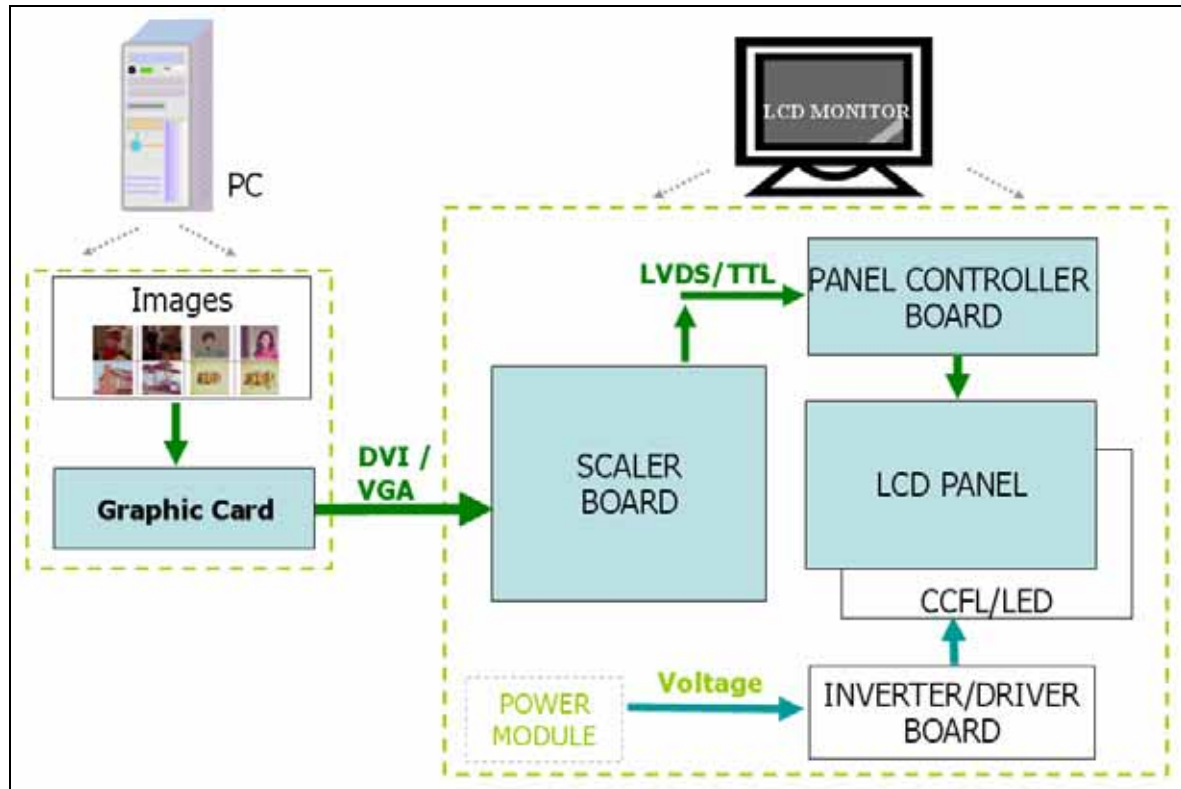 PC
LCD MONITOR
Images
Graphic Card
DVI /
VGA
SCALER
BOARD
LVDS/TTL
PANEL CONTROLLER
BOARD
LCD PANEL
CCFL/LED
POWER
MODULE
Voltage
INVERTER/DRIVER
BOARD